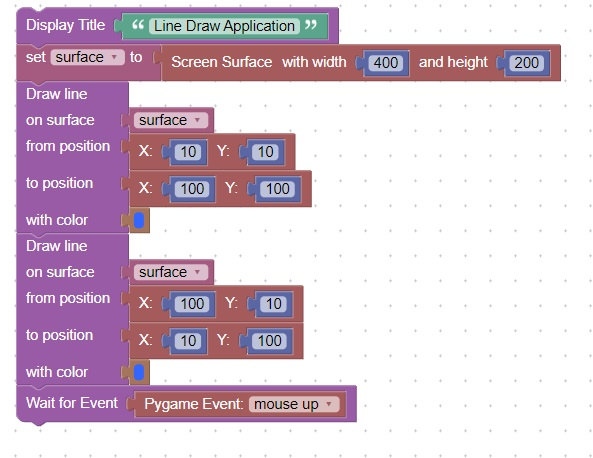 Display Title “ Line Draw Application ”
set surface to Screen Surface with width 400 and height 200
Draw line
on surface surface
from position X: 10 Y: 10
to position X: 100 Y: 100
with color
Draw line
on surface surface
from position X: 100 Y: 10
to position X: 10 Y: 100
with color
Wait for Event Pygame Event: mouse up